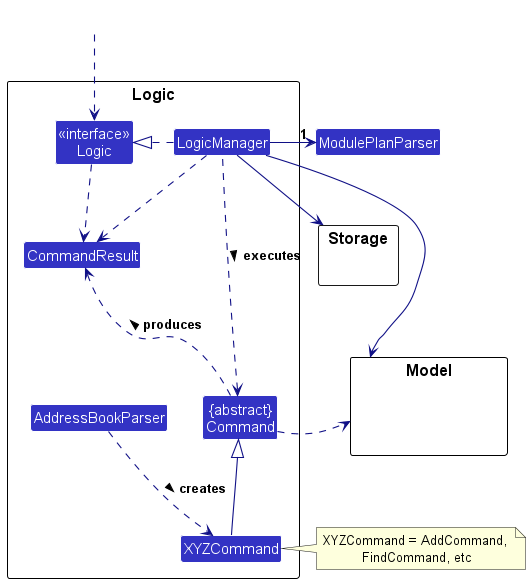 Logic
«interface»
Logic
LogicManager
1
ModulePlanParser
Storage
CommandResult
executes
produces
Model
{abstract}
Command
AddressBookParser
creates
XYZCommand
XYZCommand = AddCommand,
FindCommand, etc